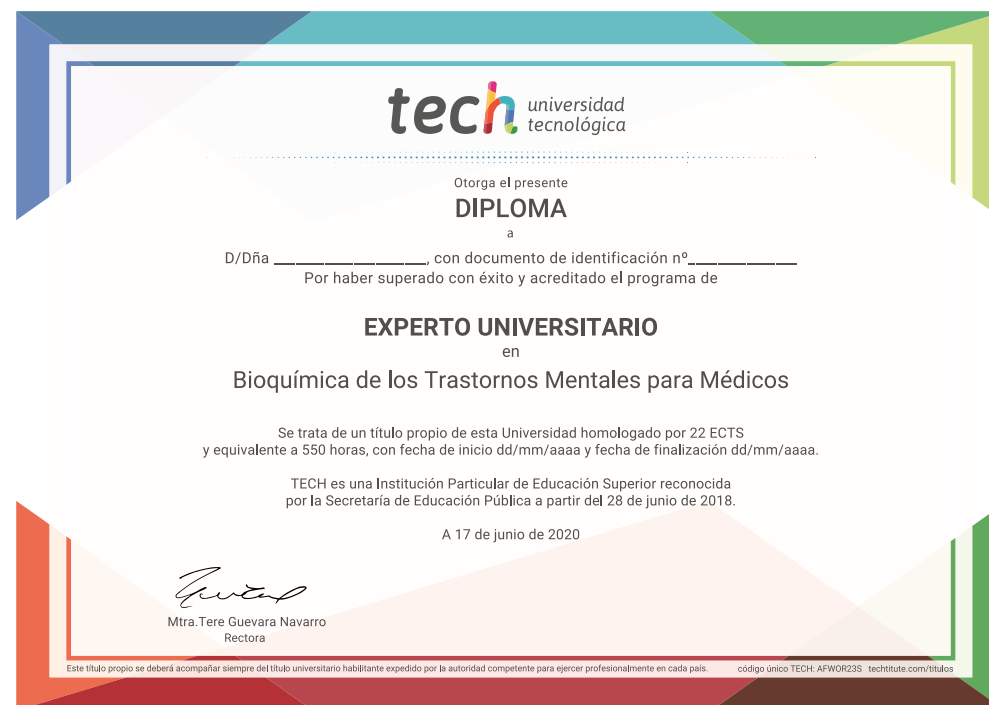 tech universidad
tecnológica
Otorga el presente
DIPLOMA
a
D/Dña ______________, con documento de identificación nº__________
Por haber superado con éxito y acreditado el programa de
EXPERTO UNIVERSITARIO
en
Bioquímica de los Trastornos Mentales para Médicos
Se trata de un título propio de esta Universidad homologado por 22 ECTS
y equivalente a 550 horas, con fecha de inicio dd/mm/aaaa y fecha de finalización dd/mm/aaaa.
TECH es una Institución Particular de Educación Superior reconocida
por la Secretaría de Educación Pública a partir del 28 de junio de 2018.
A 17 de junio de 2020
Mtra.Tere Guevara Navarro
Rectora
Este título propio se deberá acompañar siempre del título universitario habilitante expedido por la autoridad competente para ejercer profesionalmente en cada país. código único TECH: AFWOR23S techtitute.com/titulos